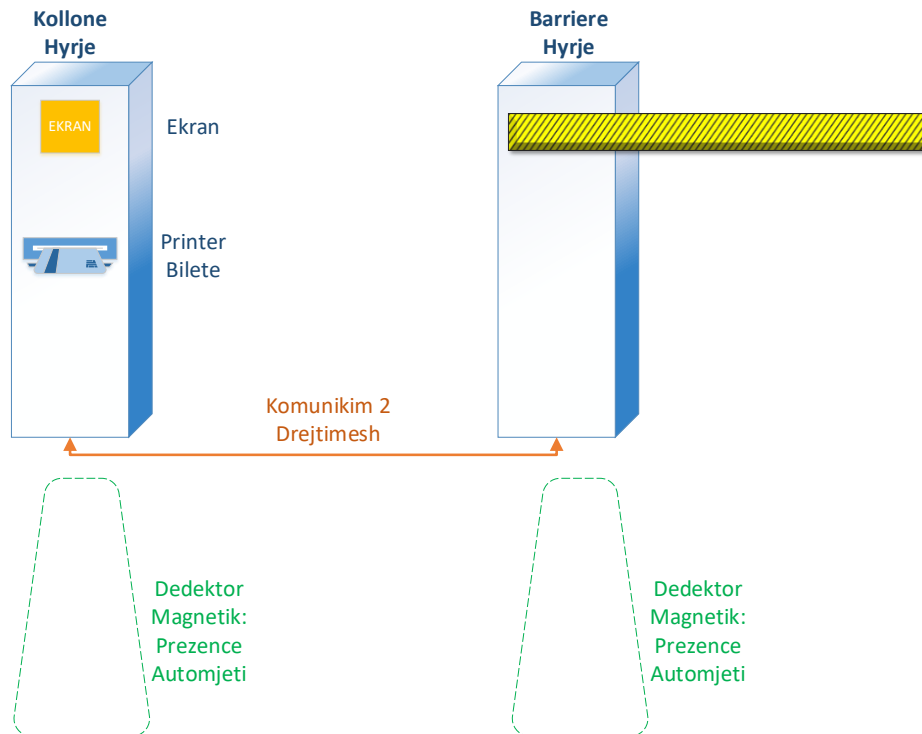 Kollone
Hyrje
Barriere
Hyrje
EKRAN
Ekran
Printer
Bilete
Komunikim 2
Drejtimesh
Dedektor
Magnetik:
Prezence
Automjeti
Dedektor
Magnetik:
Prezence
Automjeti